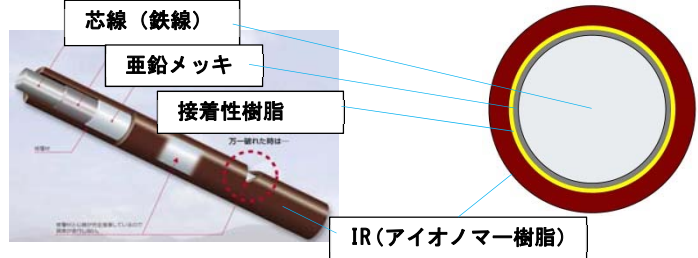 芯線（鉄線）
亜鉛メッキ
接着性樹脂
万一破れた時は…
IR(アイオノマー樹脂)